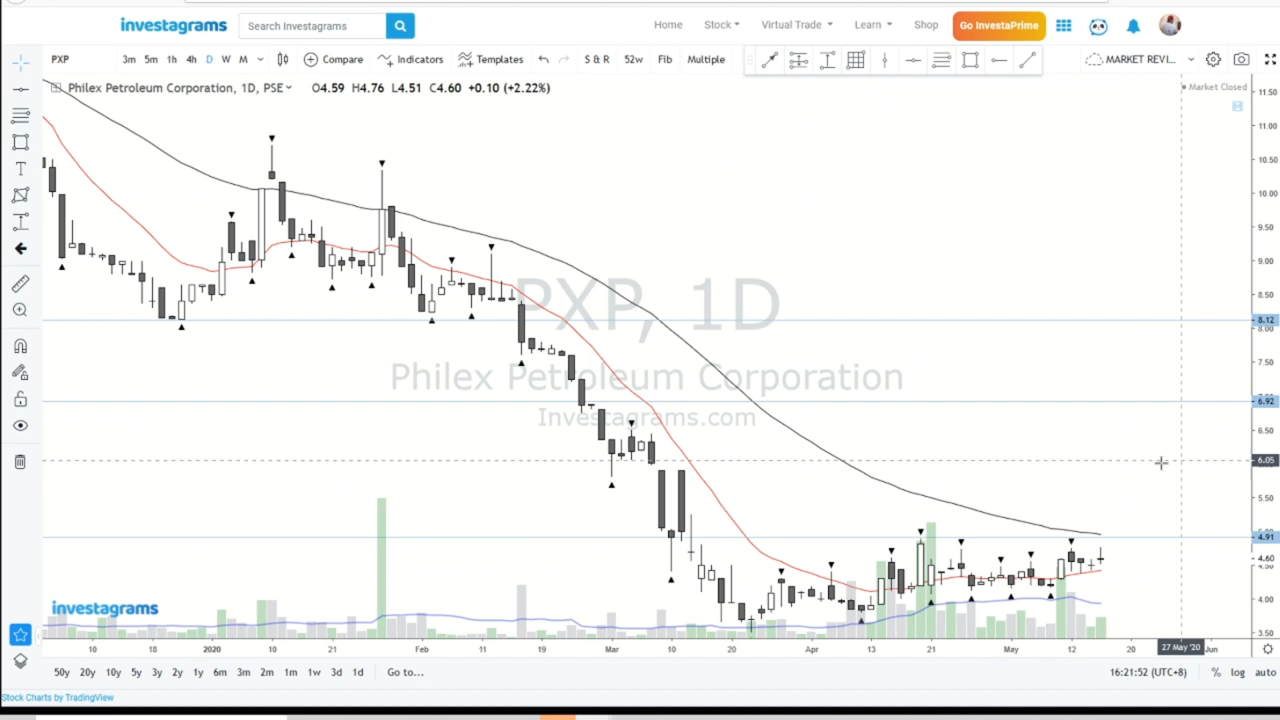 investagrams
Search Investagrams
Home Stock Virtual Trade Learn Shop Go InvestaPrime
PXP 3m 5m 1h 4h D W Compare Indicators Templates S & R 52w Fib Multiple MARKET REVI...
Philex Petroleum Corporation, 1D, PSE O4.59 H4.76 L4.51 C4.60 +0.10 (+2.22%)
Market Closed
11.50
11.00
10.50
10.00
9.50
9.00
8.50
8.12
8.00
7.50
6.92
6.50
6.05
5.50
4.91
4.60
4.00
3.50
PXP, 1D
Philex Petroleum Corporation
Investagrams.com
investagrams
10 18 2020 10 21 Feb 11 19 Mar 10 20 Apr 13 21 May 12 27 May '20 Jun
50y 20y 10y 5y 3y 2y 1y 6m 3m 2m 1m 1w 3d 1d Go to... 16:21:52 (UTC+8) % log auto
Stock Charts by TradingView